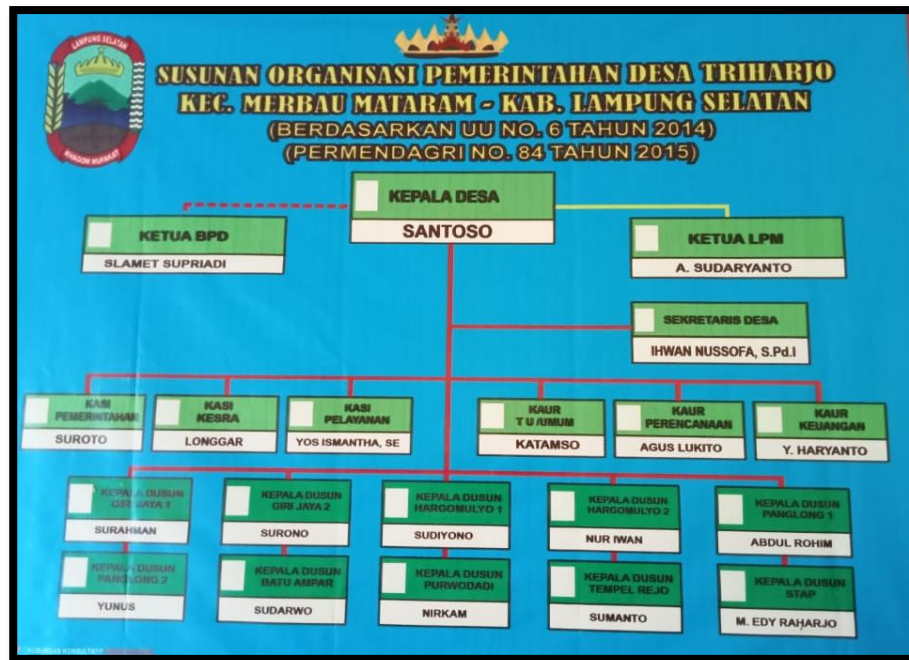 LAMPUNG SELATAN
KHAGOM MUFAKAT
SUSUNAN ORGANISASI PEMERINTAHAN DESA TRIHARJO
KEC. MERBAU MATARAM - KAB. LAMPUNG SELATAN
(BERDASARKAN UU NO. 6 TAHUN 2014)
(PERMENDAGRI NO. 84 TAHUN 2015)
KEPALA DESA
SANTOSO
KETUA BPD
SLAMET SUPRIADI
KETUA LPM
A. SUDARYANTO
SEKRETARIS DESA
IHWAN NUSSOFA, S.Pd.I
KASI
PEMERINTAHAN
SUROTO
KASI
KESRA
LONGGAR
KASI
PELAYANAN
YOS ISMANTHA, SE
KAUR
T U /UMUM
KATAMSO
KAUR
PERENCANAAN
AGUS LUKITO
KAUR
KEUANGAN
Y. HARYANTO
KEPALA DUSUN
GIRI JAYA 1
SURAHMAN
KEPALA DUSUN
GIRI JAYA 2
SURONO
KEPALA DUSUN
HARGOMULYO 1
SUDIYONO
KEPALA DUSUN
HARGOMULYO 2
NUR IWAN
KEPALA DUSUN
PANGLONG 1
ABDUL ROHIM
KEPALA DUSUN
PANGLONG 2
YUNUS
KEPALA DUSUN
BATU AMPAR
SUDARWO
KEPALA DUSUN
PURWODADI
NIRKAM
KEPALA DUSUN
TEMPEL REJO
SUMANTO
KEPALA DUSUN
STAP
M. EDY RAHARJO
HUBUNGAN KONSULTATIF